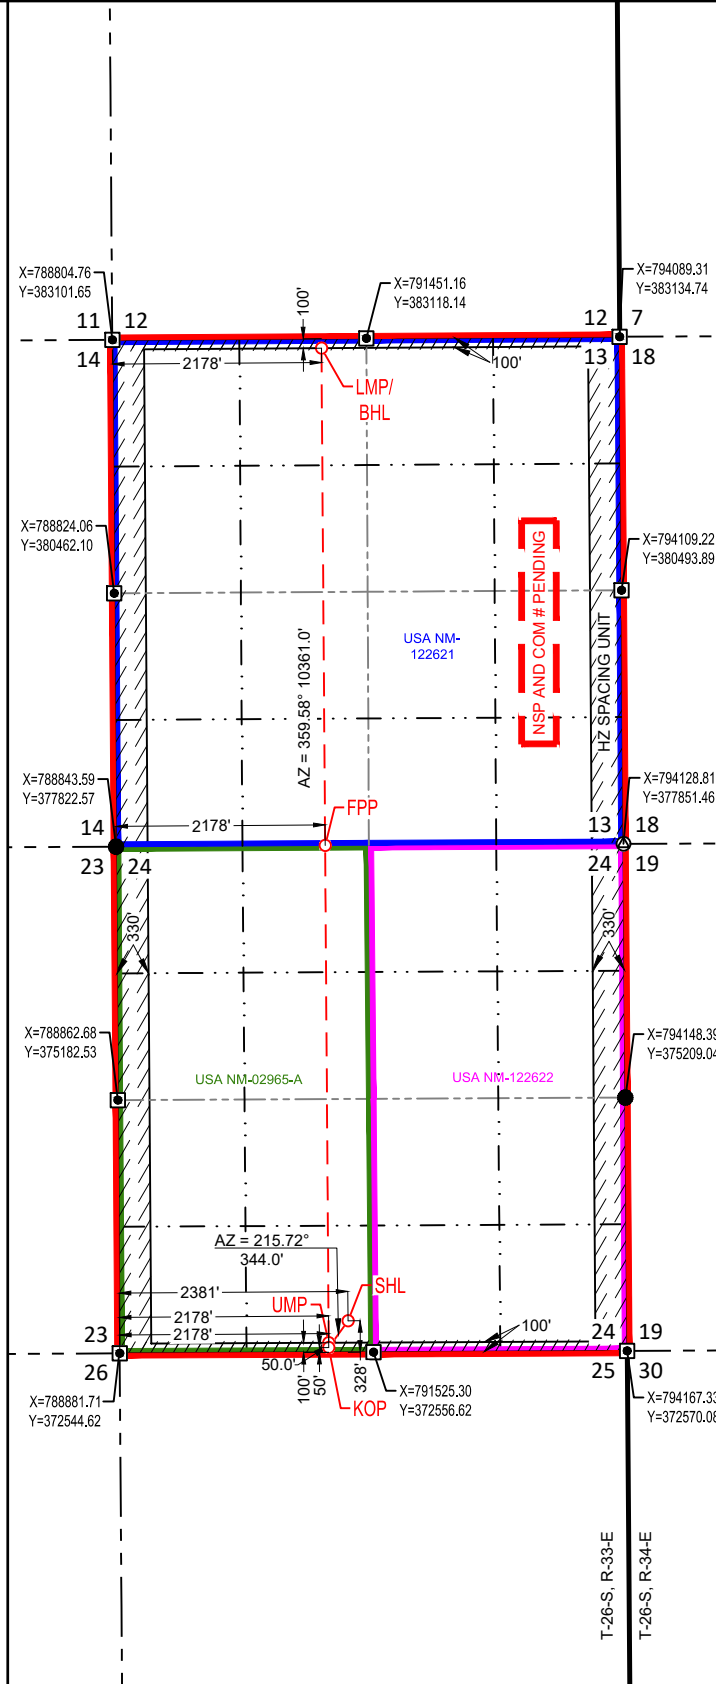 X=788804.76
Y=383101.65
X=791451.16
Y=383118.14
X=794089.31
Y=383134.74
100'
11 12
12 7
14
13 18
2178'
100'
LMP/
BHL
X=788824.06
Y=380462.10
X=794109.22
Y=380493.89
NSP AND COM # PENDING
HZ SPACING UNIT
USA NM-
122621
AZ = 359.58° 10361.0'
X=788843.59
Y=377822.57
X=794128.81
Y=377851.46
FPP
14
2178'
13 18
23 24
24 19
330'
330'
X=788862.68
Y=375182.53
X=794148.39
Y=375209.04
USA NM-02965-A
USA NM-122622
AZ = 215.72°
344.0'
2381'
SHL
UMP
2178'
2178'
100'
23
24 19
26
25 30
50.0'
100'
50'
328'
KOP
X=788881.71
Y=372544.62
X=791525.30
Y=372556.62
X=794167.33
Y=372570.08
T-26-S, R-33-E
T-26-S, R-34-E